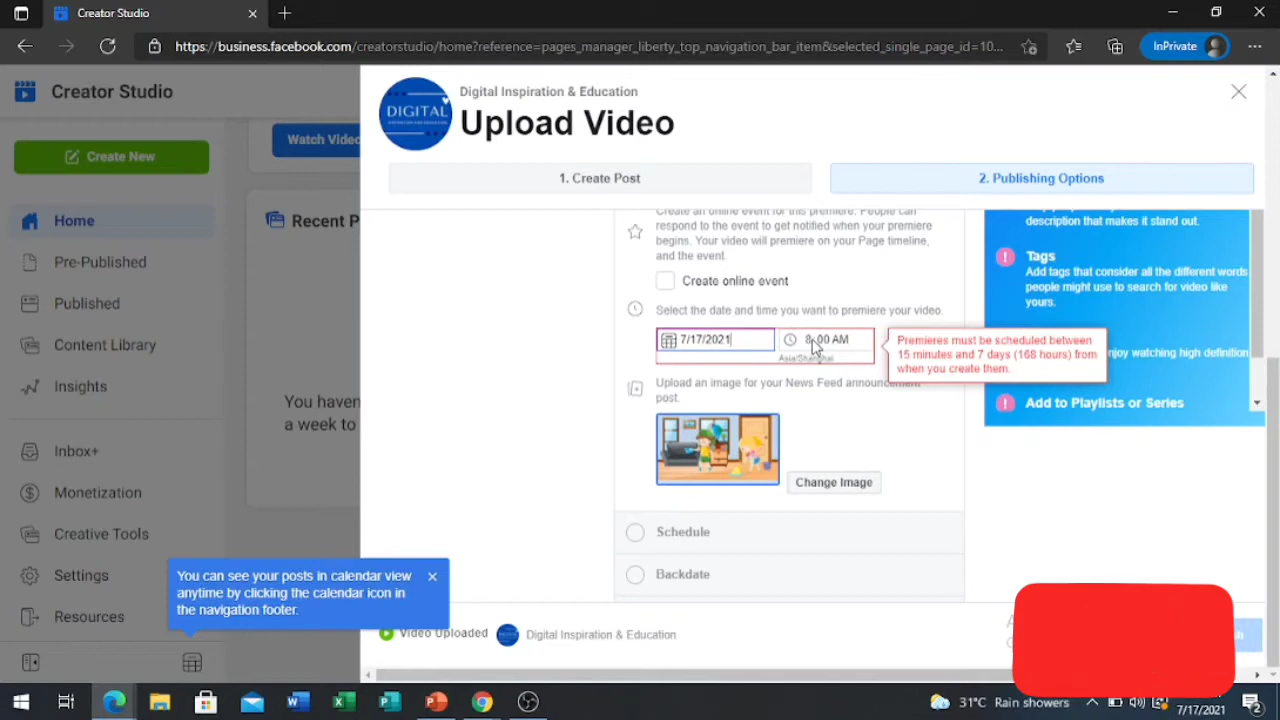 https://business.facebook.com/creatorstudio/home?reference=pages_manager_liberty_top_navigation_bar_item&selected_single_page_id=10...
InPrivate
Creator Studio
Create New
Home
Pre-Published
Published
Content Library
Insights
Inbox+
Monetization
Creative Tools
Settings
Resources
You can see your posts in calendar view
anytime by clicking the calendar icon in
the navigation footer.
Watch Video
Recent P
You haven
a week to
DIGITAL
Digital Inspiration & Education
Upload Video
1. Create Post
2. Publishing Options
Create an online event for this premiere. People can
respond to the event to get notified when your premiere
begins. Your video will premiere on your Page timeline,
and the event.
Create online event
Select the date and time you want to premiere your video.
7/17/2021
8:00 AM
Asia/Shanghai
Premieres must be scheduled between
15 minutes and 7 days (168 hours) from
when you create them.
Upload an image for your News Feed announcement
post.
Change Image
Schedule
Backdate
description that makes it stand out.
Tags
Add tags that consider all the different words
people might use to search for video like
yours.
njoy watching high definition
Add to Playlists or Series
Video Uploaded
Digital Inspiration & Education
31°C Rain showers
7/17/2021
2